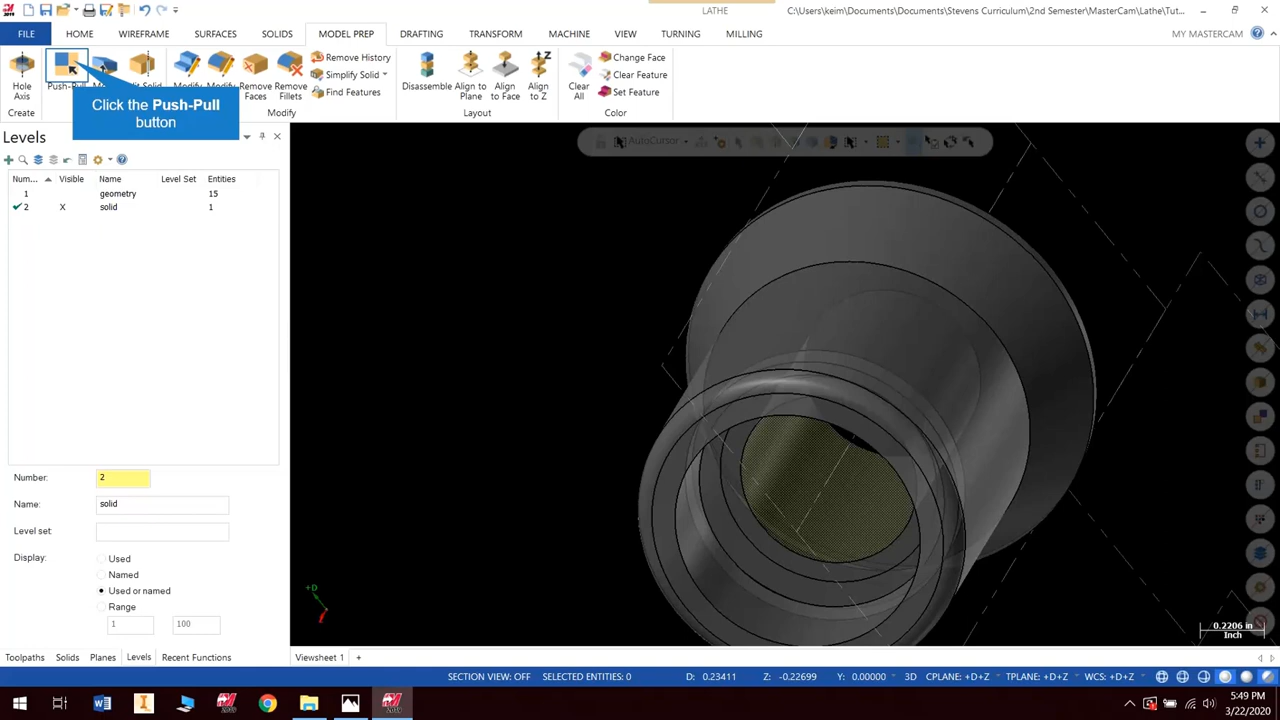 LATHE
C:\Users\keim\Documents\Documents\Stevens Curriculum\2nd Semester\MasterCam\Lathe\Tut...
FILE HOME WIREFRAME SURFACES SOLIDS MODEL PREP DRAFTING TRANSFORM MACHINE VIEW TURNING MILLING MY MASTERCAM
Hole Axis
Push-Pull
Modify
Modify
Remove Faces
Remove Fillets
Remove History
Simplify Solid
Find Features
Disassemble
Align to Plane
Align to Face
Align to Z
Clear All
Change Face
Clear Feature
Set Feature
Create Modify Layout Color
Click the Push-Pull
button
Levels
Num... Visible Name Level Set Entities
1 geometry 15
2 X solid 1
Number: 2
Name: solid
Level set:
Display: Used
Named
Used or named
Range
1 100
AutoCursor
+D
0.2206 in
Inch
Toolpaths Solids Planes Levels Recent Functions
Viewsheet 1 +
SECTION VIEW: OFF SELECTED ENTITIES: 0 D: 0.23411 Z: -0.22699 Y: 0.00000 3D CPLANE: +D+Z TPLANE: +D+Z WCS: +D+Z
5:49 PM
3/22/2020